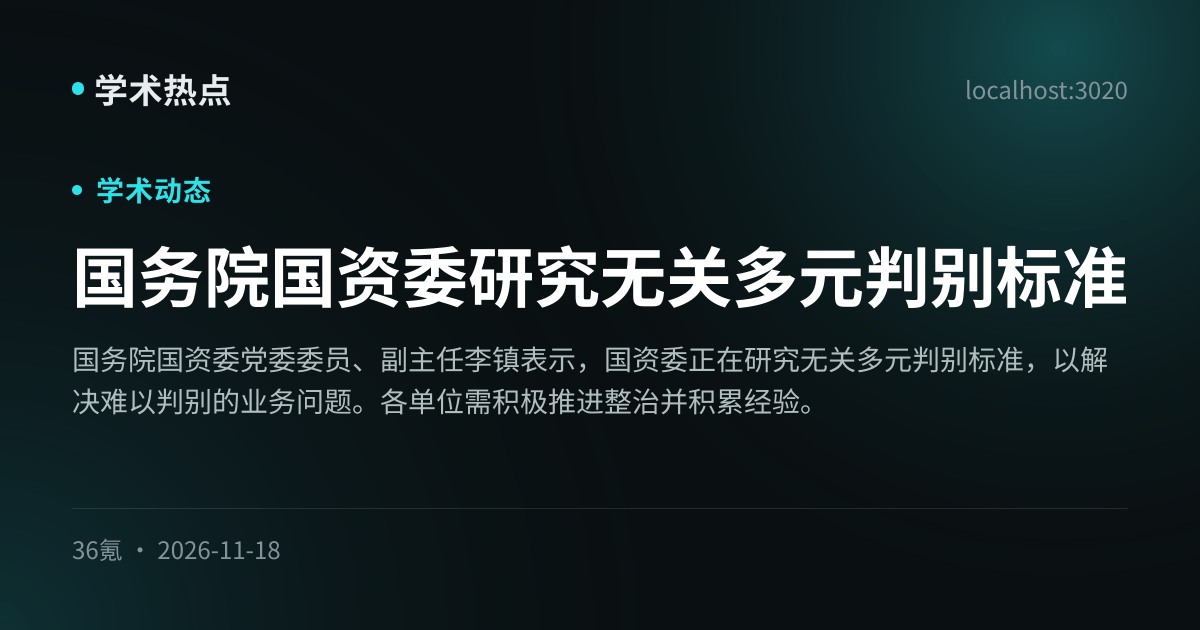 学术热点
localhost:3020
学术动态
国务院国资委研究无关多元判别标准
国务院国资委党委委员、副主任李镇表示，国资委正在研究无关多元判别标准，以解
决难以判别的业务问题。各单位需积极推进整治并积累经验。
36氪 · 2026-11-18